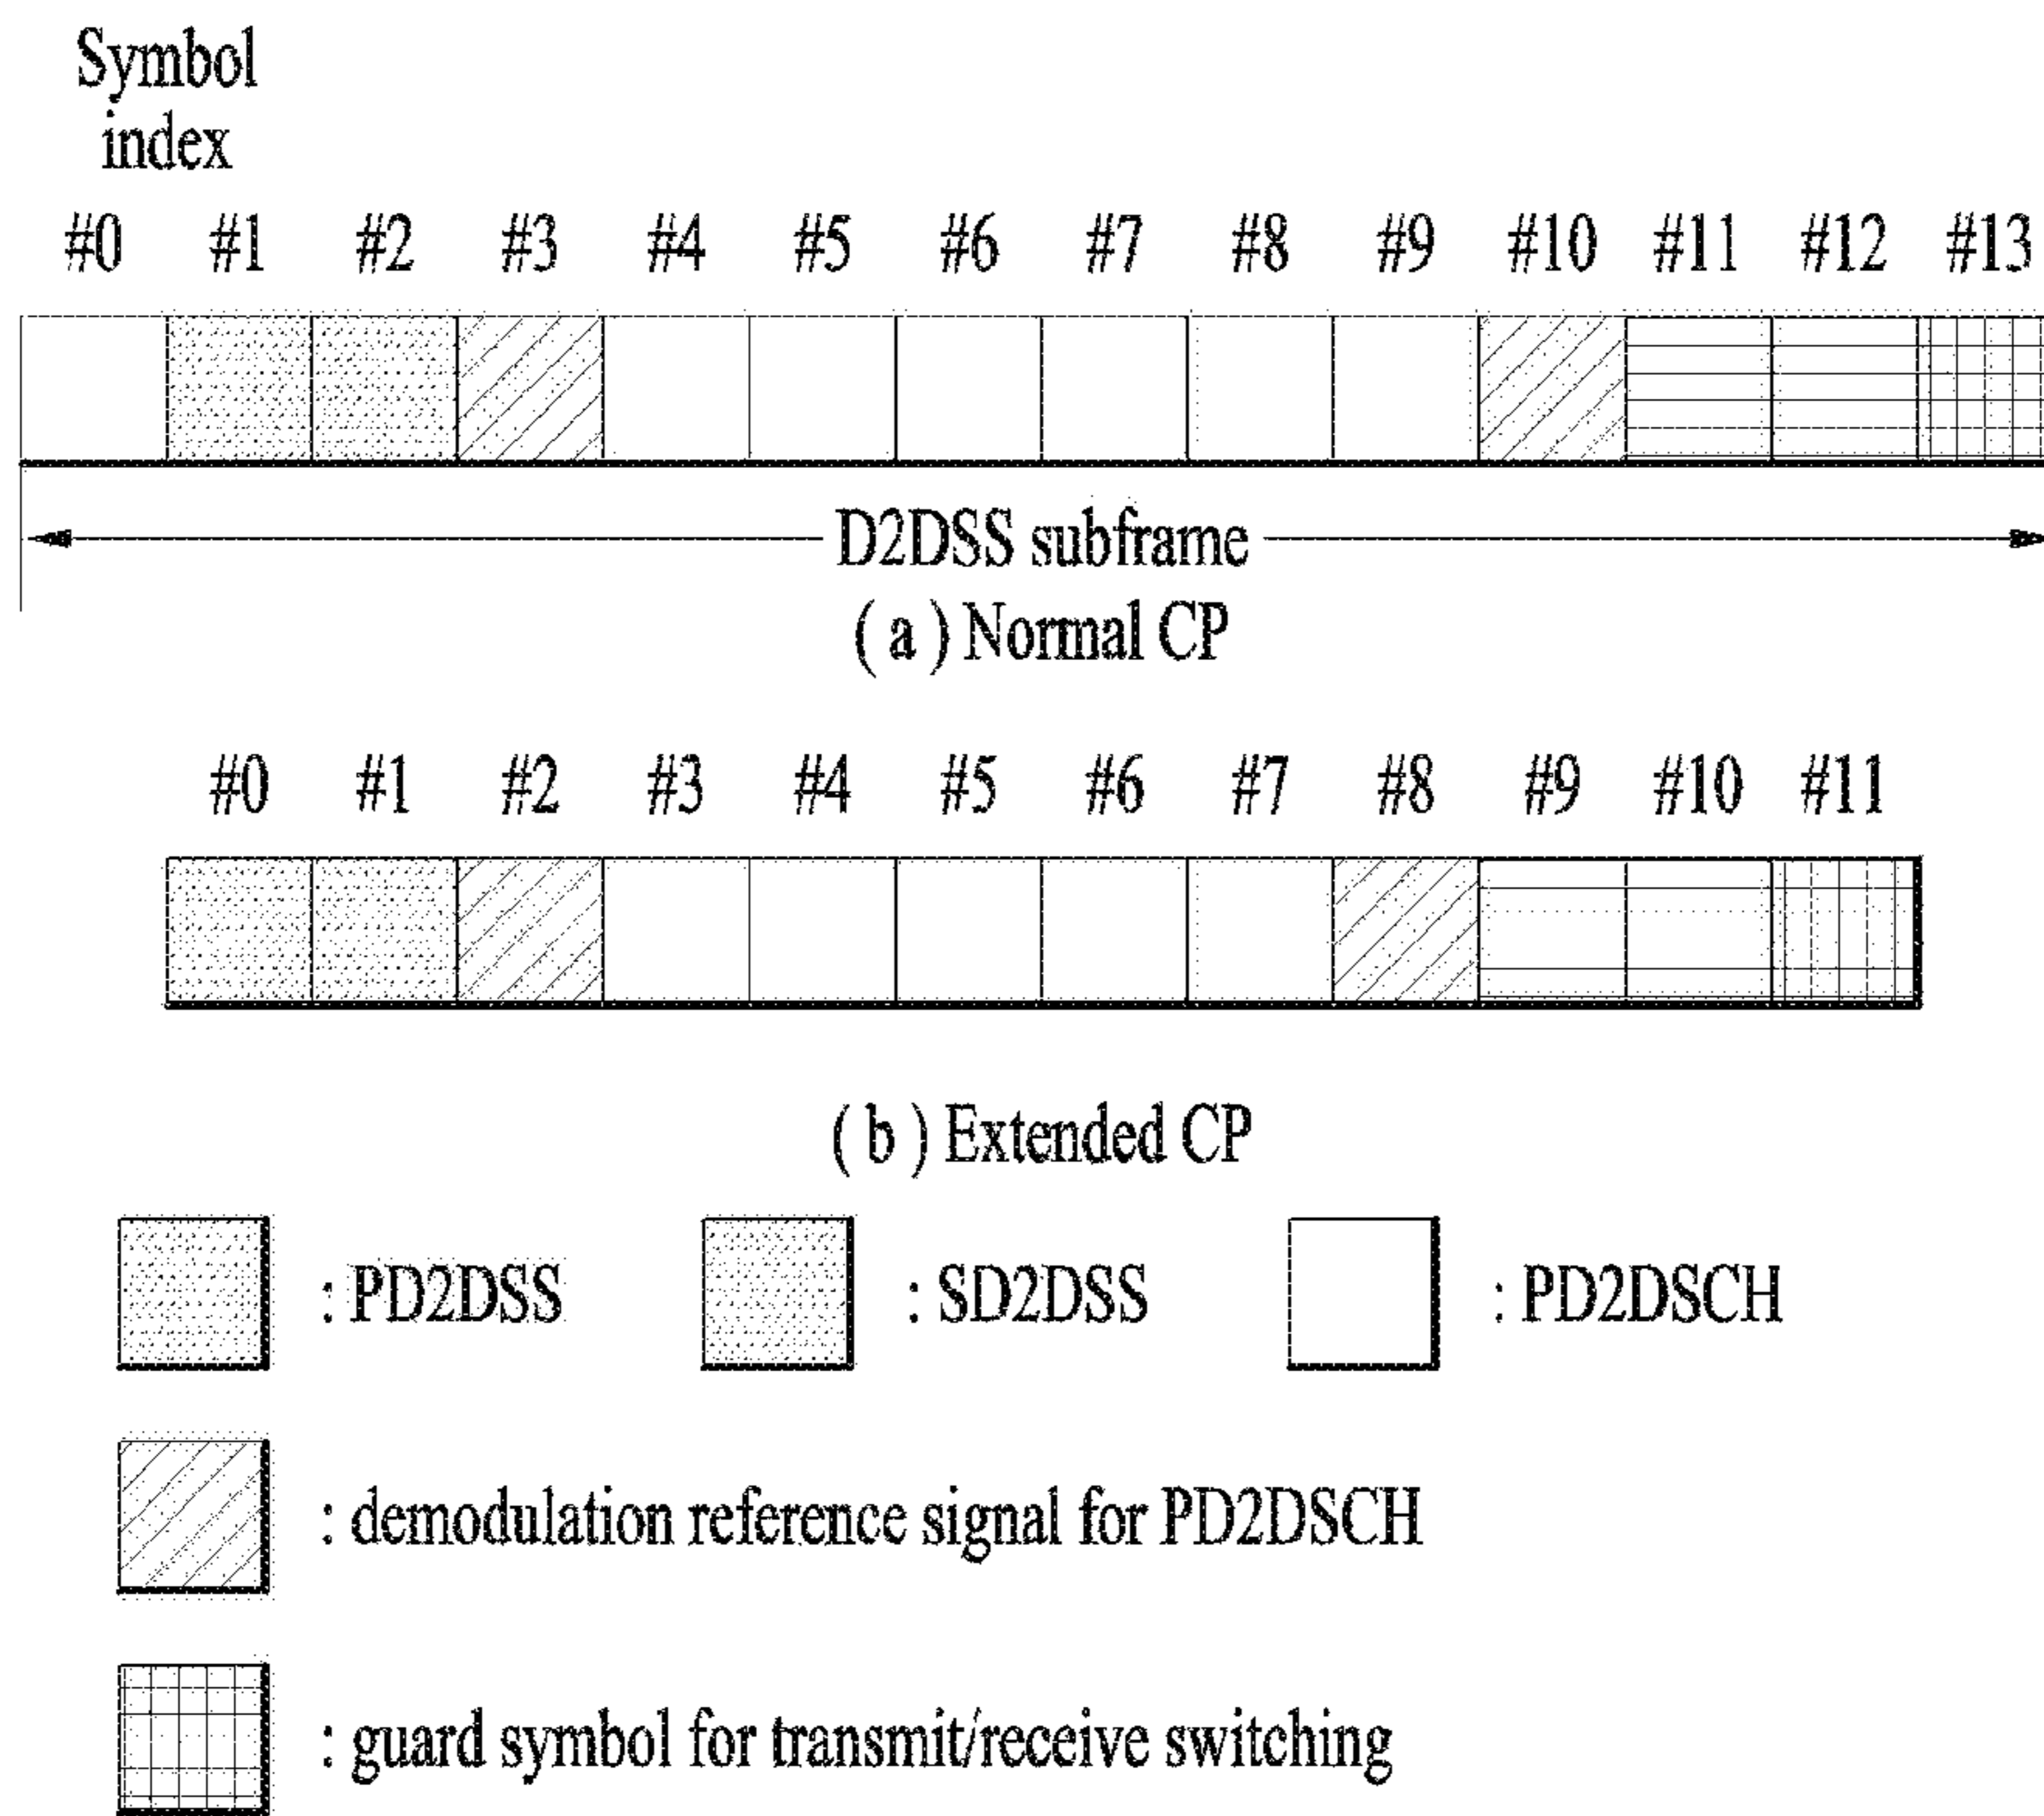 Symbol
index
#0 #1 #2 #3 #4 #5 #6 #7 #8 #9 #10 #11 #12 #13
D2DSS subframe
( a ) Normal CP
#0 #1 #2 #3 #4 #5 #6 #7 #8 #9 #10 #11
( b ) Extended CP
: PD2DSS : SD2DSS : PD2DSCH
: demodulation reference signal for PD2DSCH
: guard symbol for transmit/receive switching